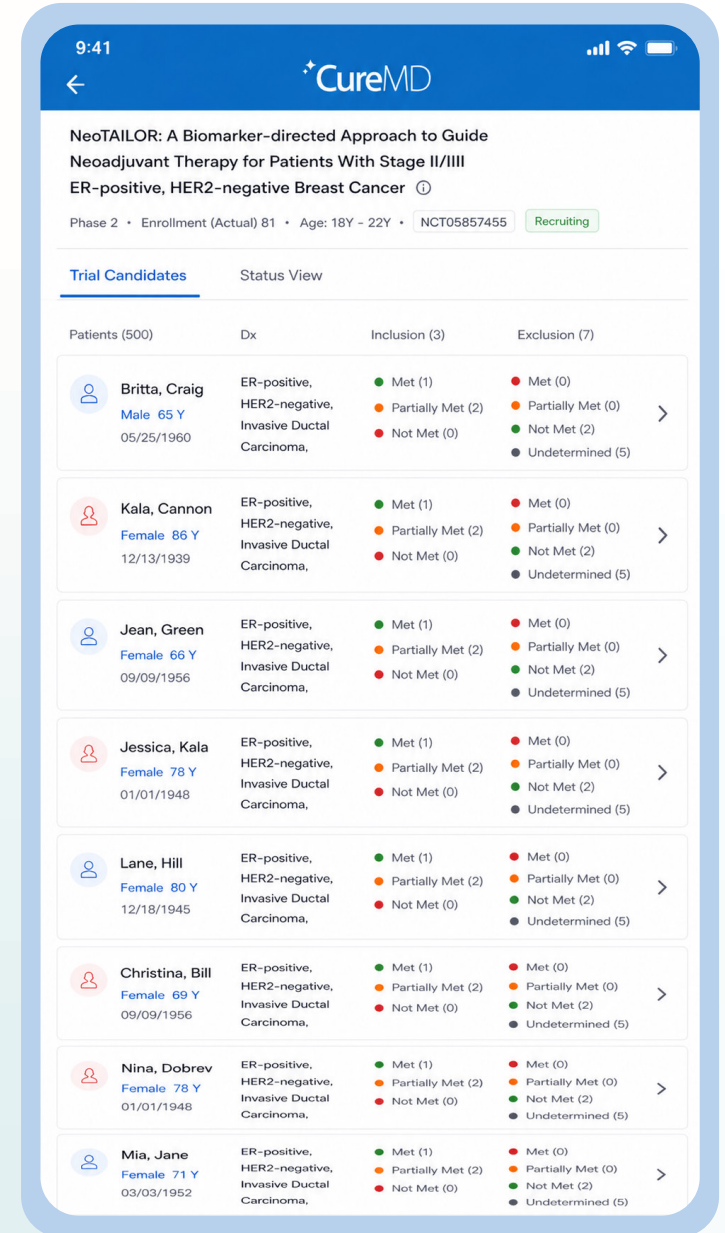 9:41
CureMD
NeoTAILOR: A Biomarker-directed Approach to Guide
Neoadjuvant Therapy for Patients With Stage II/IIII
ER-positive, HER2-negative Breast Cancer
Phase 2 • Enrollment (Actual) 81 • Age: 18Y - 22Y • NCT05857455 Recruiting
Trial Candidates Status View
Patients (500) Dx Inclusion (3) Exclusion (7)
Britta, Craig
Male 65 Y
05/25/1960
ER-positive,
HER2-negative,
Invasive Ductal
Carcinoma,
Met (1)
Partially Met (2)
Not Met (0)
Met (0)
Partially Met (0)
Not Met (2)
Undetermined (5)
Kala, Cannon
Female 86 Y
12/13/1939
ER-positive,
HER2-negative,
Invasive Ductal
Carcinoma,
Met (1)
Partially Met (2)
Not Met (0)
Met (0)
Partially Met (0)
Not Met (2)
Undetermined (5)
Jean, Green
Female 66 Y
09/09/1956
ER-positive,
HER2-negative,
Invasive Ductal
Carcinoma,
Met (1)
Partially Met (2)
Not Met (0)
Met (0)
Partially Met (0)
Not Met (2)
Undetermined (5)
Jessica, Kala
Female 78 Y
01/01/1948
ER-positive,
HER2-negative,
Invasive Ductal
Carcinoma,
Met (1)
Partially Met (2)
Not Met (0)
Met (0)
Partially Met (0)
Not Met (2)
Undetermined (5)
Lane, Hill
Female 80 Y
12/18/1945
ER-positive,
HER2-negative,
Invasive Ductal
Carcinoma,
Met (1)
Partially Met (2)
Not Met (0)
Met (0)
Partially Met (0)
Not Met (2)
Undetermined (5)
Christina, Bill
Female 69 Y
09/09/1956
ER-positive,
HER2-negative,
Invasive Ductal
Carcinoma,
Met (1)
Partially Met (2)
Not Met (0)
Met (0)
Partially Met (0)
Not Met (2)
Undetermined (5)
Nina, Dobrev
Female 78 Y
01/01/1948
ER-positive,
HER2-negative,
Invasive Ductal
Carcinoma,
Met (1)
Partially Met (2)
Not Met (0)
Met (0)
Partially Met (0)
Not Met (2)
Undetermined (5)
Mia, Jane
Female 71 Y
03/03/1952
ER-positive,
HER2-negative,
Invasive Ductal
Carcinoma,
Met (1)
Partially Met (2)
Not Met (0)
Met (0)
Partially Met (0)
Not Met (2)
Undetermined (5)